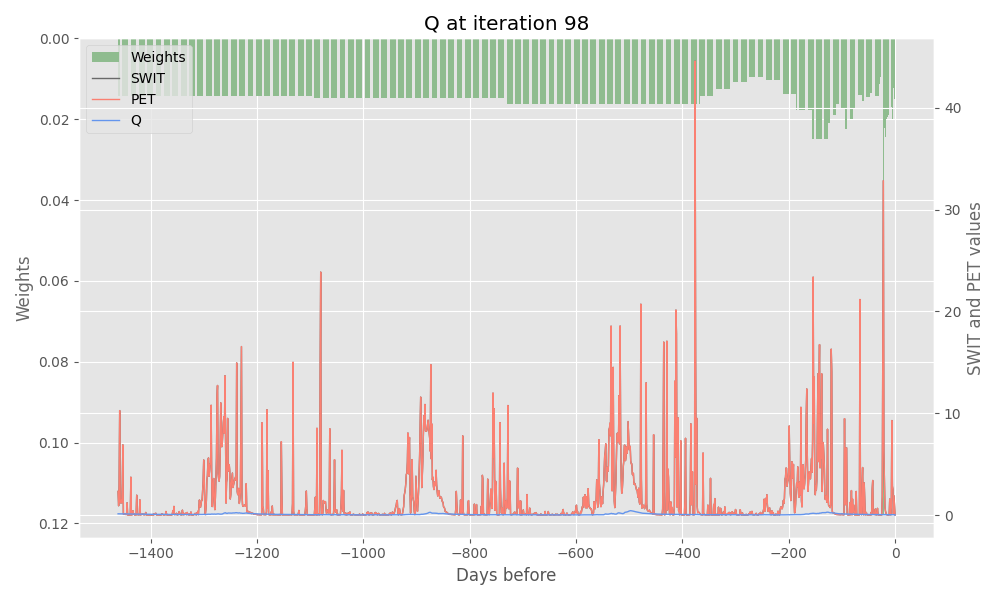 Q at iteration 98
0.00
0.02
0.04
0.06
0.08
0.10
0.12
Weights
Weights
SWIT
PET
Q
40
30
20
10
0
SWIT and PET values
−1400
−1200
−1000
−800
−600
−400
−200
0
Days before